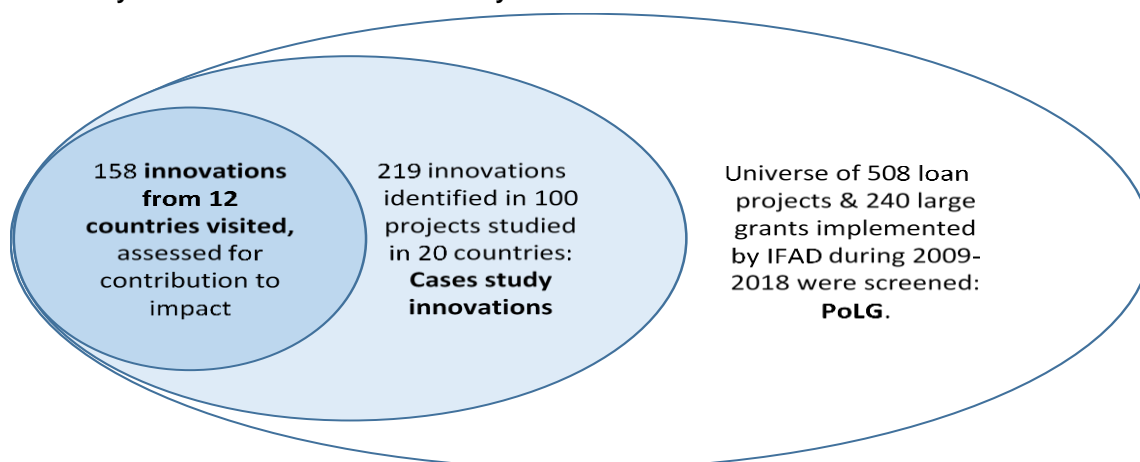 158 innovations
from 12
countries visited,
assessed for
contribution to
impact
219 innovations
identified in 100
projects studied
in 20 countries:
Cases study
innovations
Universe of 508 loan
projects & 240 large
grants implemented
by IFAD during 2009-
2018 were screened:
PoLG.